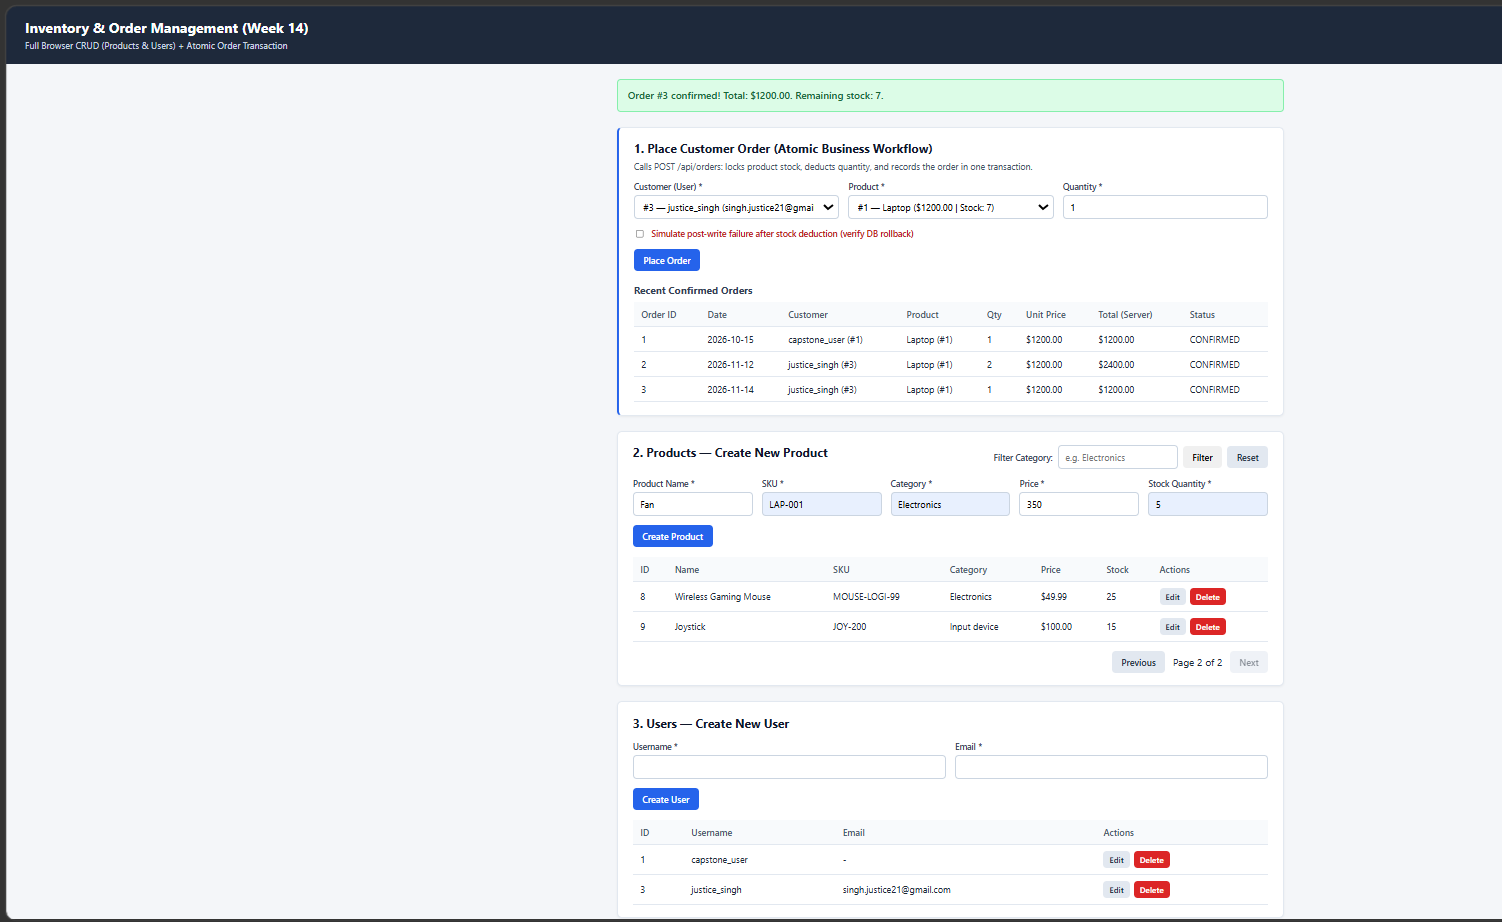 Inventory & Order Management (Week 14)
Full Browser CRUD (Products & Users) + Atomic Order Transaction
Order #3 confirmed! Total: $1200.00. Remaining stock: 7.
1. Place Customer Order (Atomic Business Workflow)
Calls POST /api/orders: locks product stock, deducts quantity, and records the order in one transaction.
Customer (User) * Product * Quantity *
#3 — justice_singh (singh.justice21@gmai #1 — Laptop ($1200.00 | Stock: 7) 1
Simulate post-write failure after stock deduction (verify DB rollback)
Place Order
Recent Confirmed Orders
Order ID Date Customer Product Qty Unit Price Total (Server) Status
1 2026-10-15 capstone_user (#1) Laptop (#1) 1 $1200.00 $1200.00 CONFIRMED
2 2026-11-12 justice_singh (#3) Laptop (#1) 2 $1200.00 $2400.00 CONFIRMED
3 2026-11-14 justice_singh (#3) Laptop (#1) 1 $1200.00 $1200.00 CONFIRMED
2. Products — Create New Product Filter Category: e.g. Electronics Filter Reset
Product Name * SKU * Category * Price * Stock Quantity *
Fan LAP-001 Electronics 350 5
Create Product
ID Name SKU Category Price Stock Actions
8 Wireless Gaming Mouse MOUSE-LOGI-99 Electronics $49.99 25 Edit Delete
9 Joystick JOY-200 Input device $100.00 15 Edit Delete
Previous Page 2 of 2 Next
3. Users — Create New User
Username * Email *
Create User
ID Username Email Actions
1 capstone_user - Edit Delete
3 justice_singh singh.justice21@gmail.com Edit Delete